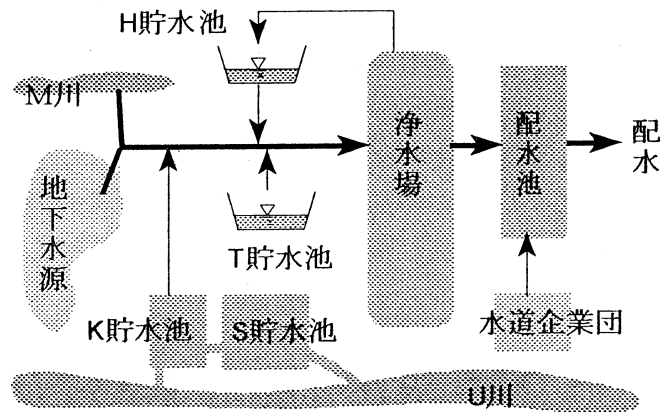 H貯水池
M川
浄水場
配水池
配水
地下水源
T貯水池
K貯水池
S貯水池
水道企業団
U川